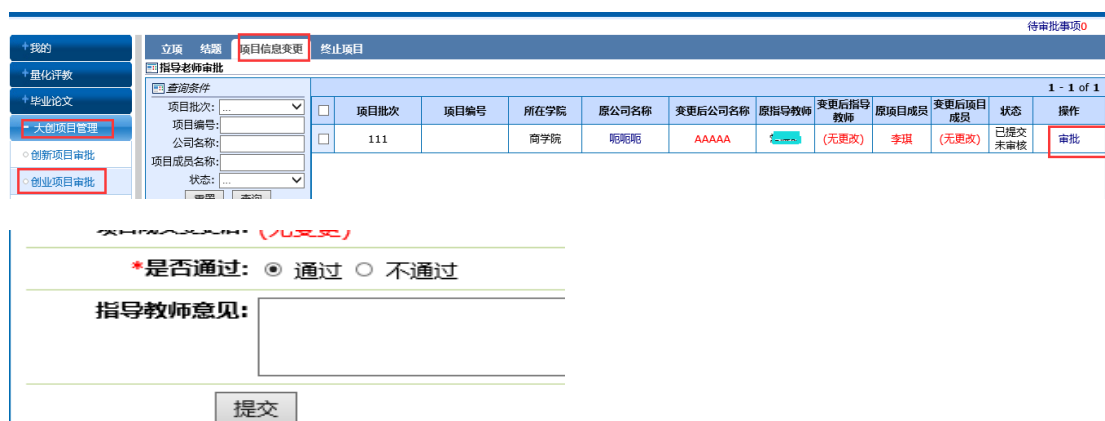 待审批事项0
+我的
+量化评教
+毕业论文
- 大创项目管理
○创新项目审批
○创业项目审批
立项 结题 项目信息变更 终止项目
指导老师审批
查询条件
项目批次: ...
项目编号:
公司名称:
项目成员名称:
状态: ...
重置 查询
1 - 1 of 1
项目批次 项目编号 所在学院 原公司名称 变更后公司名称 原指导教师 变更后指导教师 原项目成员 变更后项目成员 状态 操作
111 商学院 呃呃呃 AAAAA (无更改) 李琪 (无更改) 已提交未审核 审批
项目成员变更后: (无变更)
*是否通过: 通过 不通过
指导教师意见:
提交